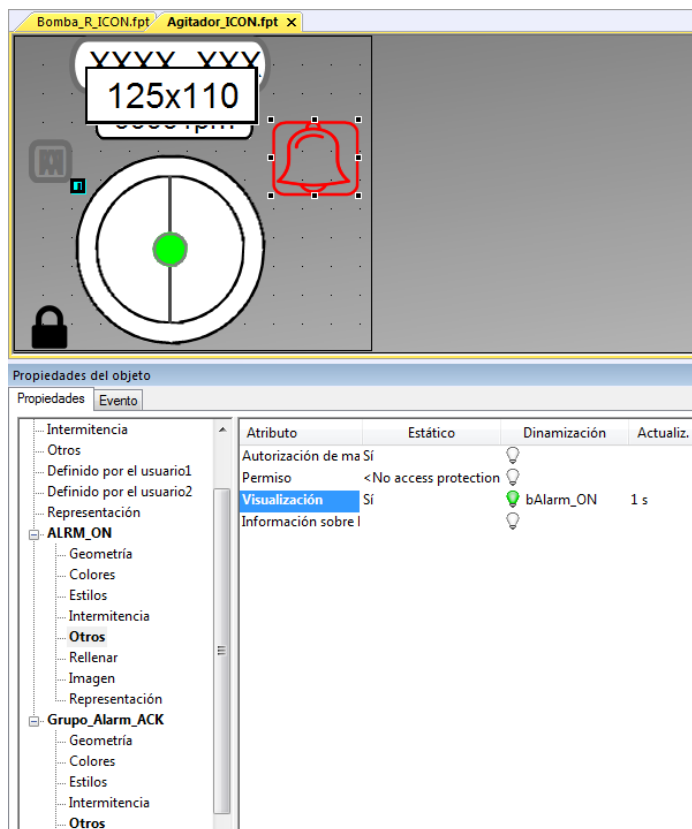 Bomba_R_ICON.fpt Agitador_ICON.fpt X
XXXX_XXX
125x110
Propiedades del objeto
Propiedades Evento
Intermitencia
Otros
Definido por el usuario1
Definido por el usuario2
Representación
ALRM_ON
Geometría
Colores
Estilos
Intermitencia
Otros
Rellenar
Imagen
Representación
Grupo_Alarm_ACK
Geometría
Colores
Estilos
Intermitencia
Otros
Atributo Estático Dinamización Actualiz.
Autorización de ma Sí
Permiso <No access protection
Visualización Sí bAlarm_ON 1 s
Información sobre l